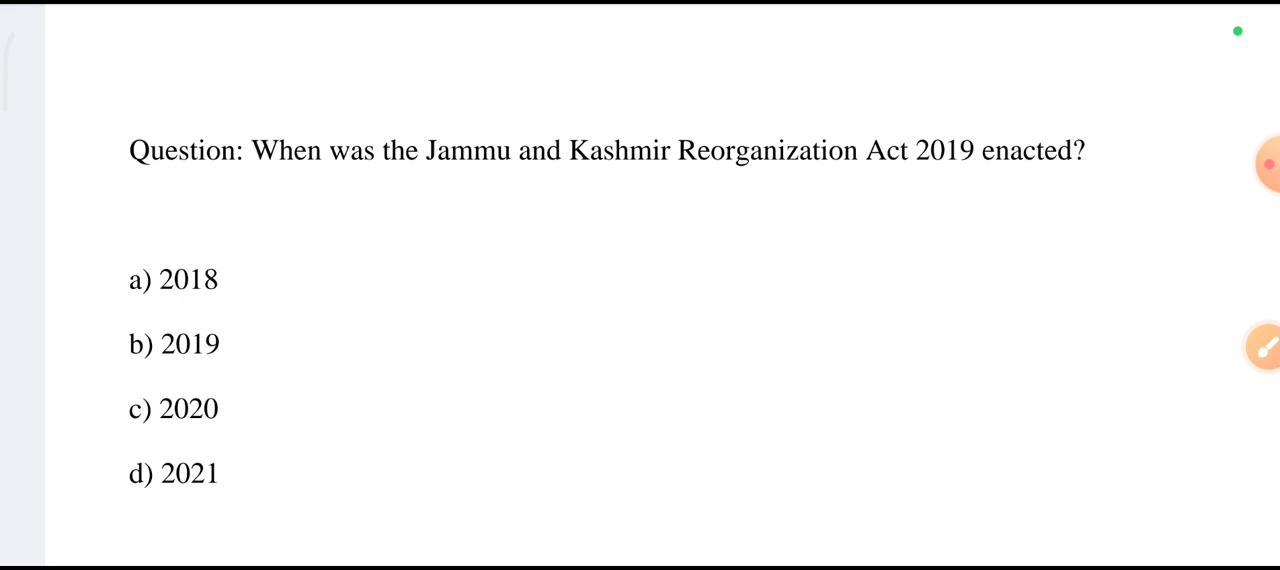 Question: When was the Jammu and Kashmir Reorganization Act 2019 enacted?
a) 2018
b) 2019
c) 2020
d) 2021